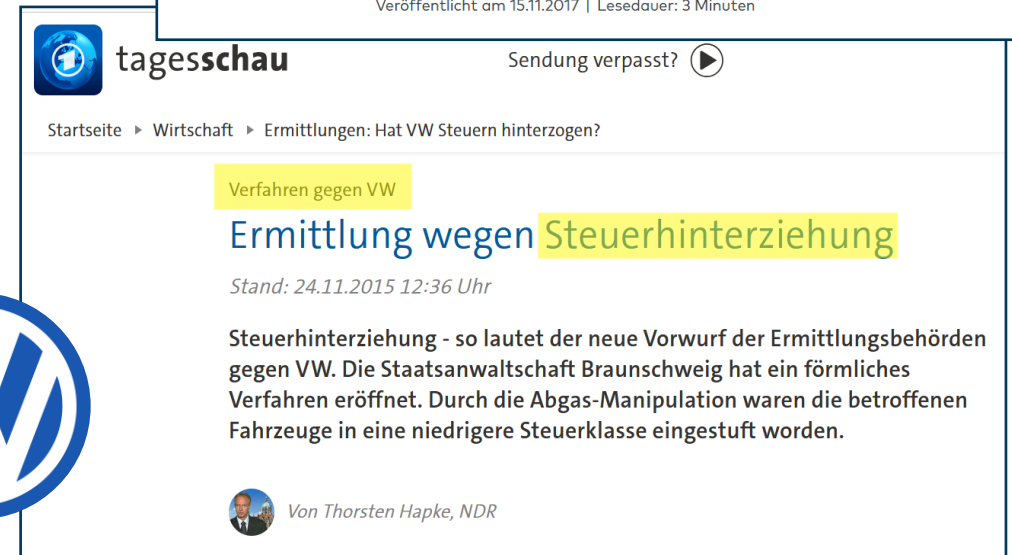 Veröffentlicht am 15.11.2017 | Lesedauer: 3 Minuten
tagesschau
Sendung verpasst?
Startseite ▸ Wirtschaft ▸ Ermittlungen: Hat VW Steuern hinterzogen?
Verfahren gegen VW
Ermittlung wegen Steuerhinterziehung
Stand: 24.11.2015 12:36 Uhr
Steuerhinterziehung - so lautet der neue Vorwurf der Ermittlungsbehörden
gegen VW. Die Staatsanwaltschaft Braunschweig hat ein förmliches
Verfahren eröffnet. Durch die Abgas-Manipulation waren die betroffenen
Fahrzeuge in eine niedrigere Steuerklasse eingestuft worden.
Von Thorsten Hapke, NDR